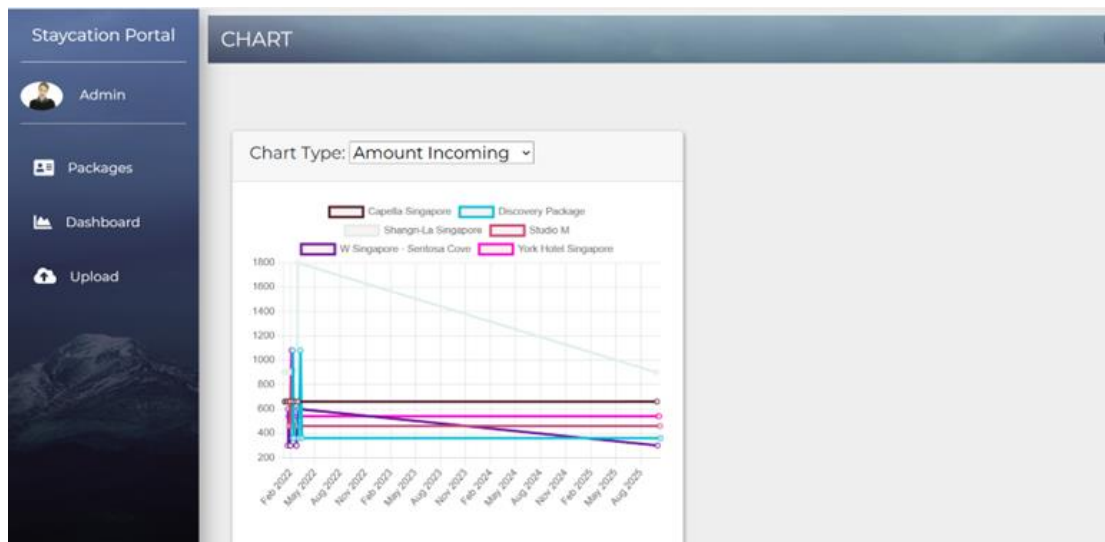 Staycation Portal
CHART
Admin
Packages
Dashboard
Upload
Chart Type: Amount Incoming
Capella Singapore Discovery Package
Shangri-La Singapore Studio M
W Singapore - Sentosa Cove York Hotel Singapore
1800
1600
1400
1200
1000
800
600
400
200
Feb 2022 May 2022 Aug 2022 Nov 2022 Feb 2023 May 2023 Aug 2023 Nov 2023 Feb 2024 May 2024 Aug 2024 Nov 2024 Feb 2025 May 2025 Aug 2025